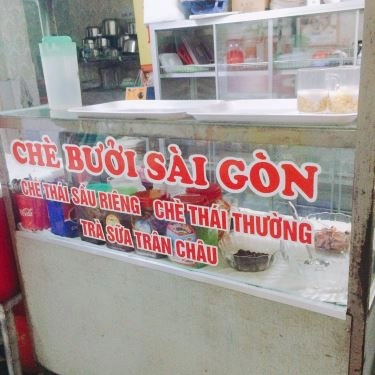 CHÈ BƯỞI SÀI GÒN
CHÈ THÁI SẦU RIÊNG CHÈ THÁI THƯỜNG
TRÀ SỮA TRÂN CHÂU